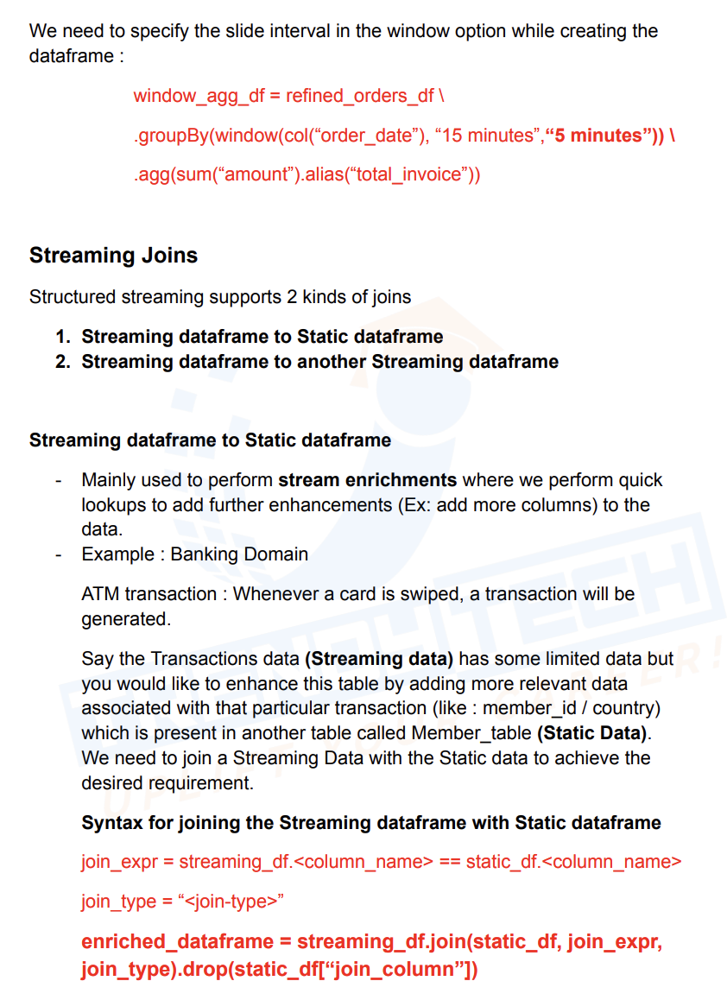 We need to specify the slide interval in the window option while creating the
dataframe :
window_agg_df = refined_orders_df \
.groupBy(window(col(“order_date”), “15 minutes”,“5 minutes”)) \
.agg(sum(“amount”).alias(“total_invoice”))
Streaming Joins
Structured streaming supports 2 kinds of joins
1. Streaming dataframe to Static dataframe
2. Streaming dataframe to another Streaming dataframe
Streaming dataframe to Static dataframe
- Mainly used to perform stream enrichments where we perform quick
lookups to add further enhancements (Ex: add more columns) to the
data.
- Example : Banking Domain
ATM transaction : Whenever a card is swiped, a transaction will be
generated.
Say the Transactions data (Streaming data) has some limited data but
you would like to enhance this table by adding more relevant data
associated with that particular transaction (like : member_id / country)
which is present in another table called Member_table (Static Data).
We need to join a Streaming Data with the Static data to achieve the
desired requirement.
Syntax for joining the Streaming dataframe with Static dataframe
join_expr = streaming_df.<column_name> == static_df.<column_name>
join_type = “<join-type>”
enriched_dataframe = streaming_df.join(static_df, join_expr,
join_type).drop(static_df[“join_column”])
TRENDYTECH
UPLIFT YOUR CAREER!